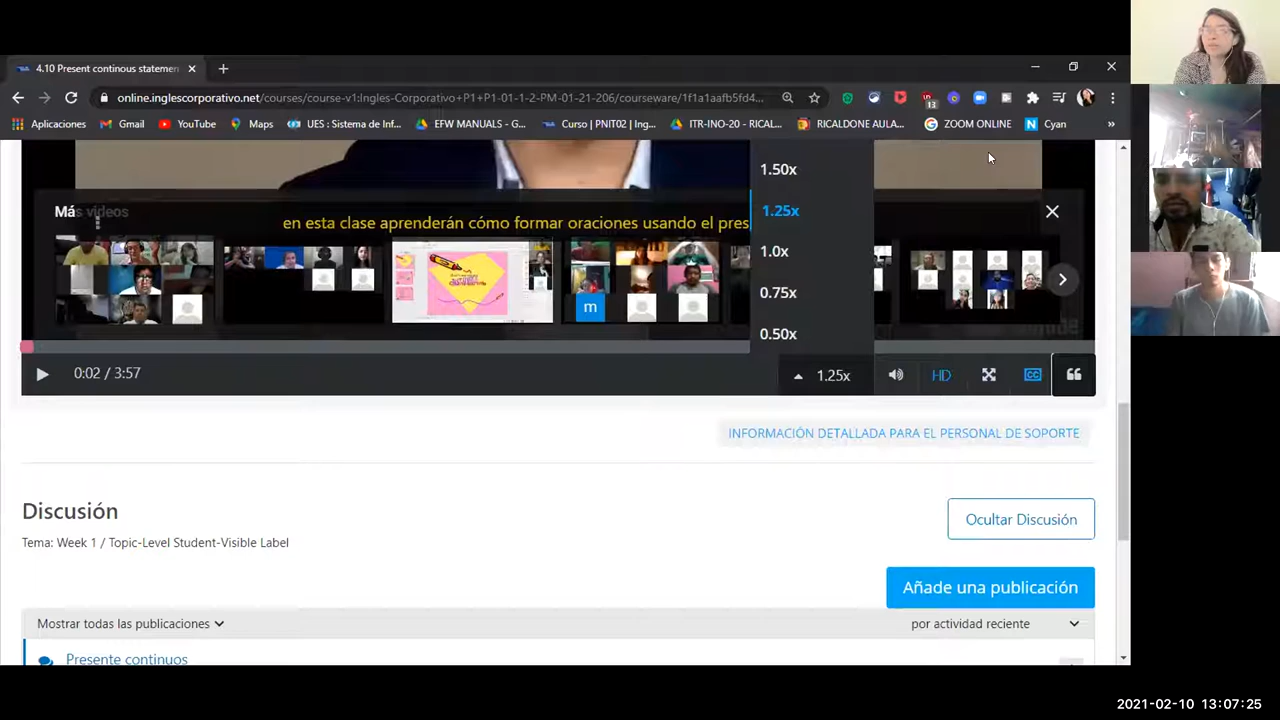 4.10 Present continous statemen
online.inglescorporativo.net/courses/course-v1:Ingles-Corporativo+P1+P1-01-1-2-PM-01-21-206/courseware/1f1a1aafb5fd4...
13
Aplicaciones Gmail YouTube Maps UES : Sistema de Inf... EFW MANUALS - G... Curso | PNIT02 | Ing... ITR-INO-20 - RICAL... RICALDONE AULA... ZOOM ONLINE Cyan »
1.50x
1.25x
1.0x
0.75x
0.50x
Más videos
en esta clase aprenderán cómo formar oraciones usando el pres
m
0:02 / 3:57
1.25x
HD
CC
INFORMACIÓN DETALLADA PARA EL PERSONAL DE SOPORTE
Discusión
Ocultar Discusión
Tema: Week 1 / Topic-Level Student-Visible Label
Añade una publicación
Mostrar todas las publicaciones
por actividad reciente
Presente continuos
2021-02-10 13:07:25